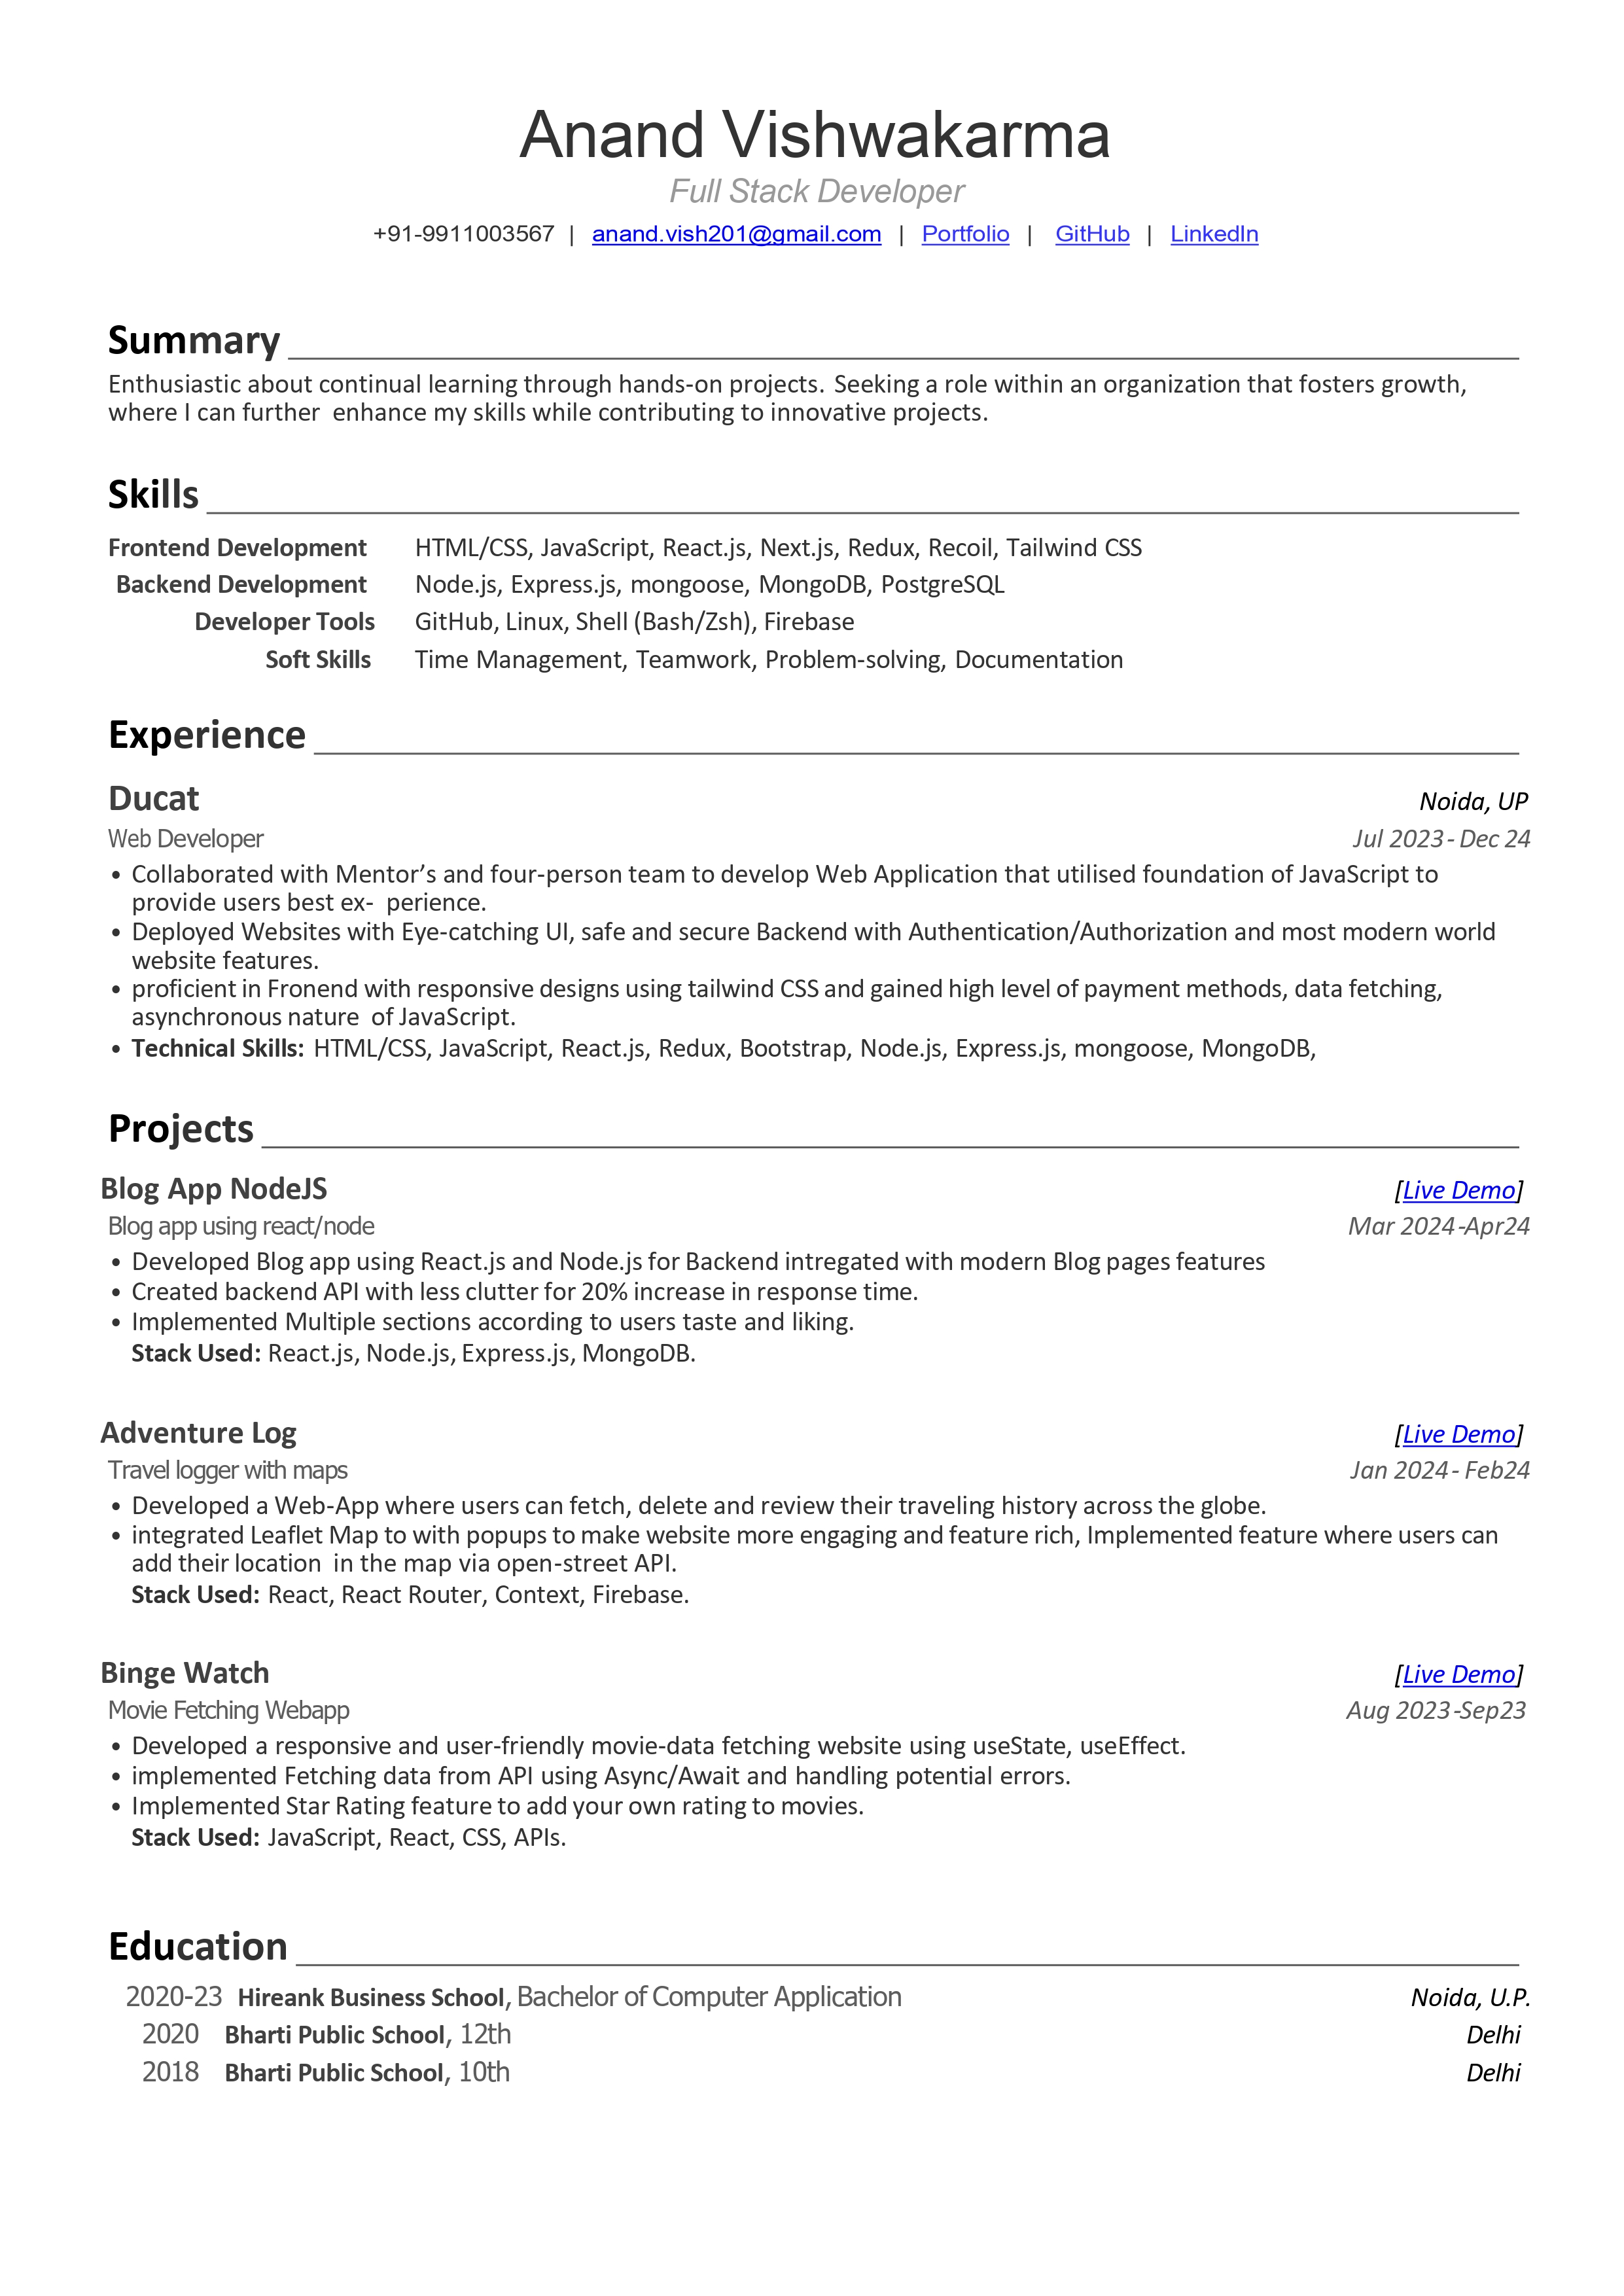 Anand Vishwakarma
Full Stack Developer
+91-9911003567 | anand.vish201@gmail.com | Portfolio | GitHub | LinkedIn
Summary
Enthusiastic about continual learning through hands-on projects. Seeking a role within an organization that fosters growth,
where I can further enhance my skills while contributing to innovative projects.
Skills
Frontend Development HTML/CSS, JavaScript, React.js, Next.js, Redux, Recoil, Tailwind CSS
Backend Development Node.js, Express.js, mongoose, MongoDB, PostgreSQL
Developer Tools GitHub, Linux, Shell (Bash/Zsh), Firebase
Soft Skills Time Management, Teamwork, Problem-solving, Documentation
Experience
Ducat Noida, UP
Web Developer Jul 2023 - Dec 24
• Collaborated with Mentor’s and four-person team to develop Web Application that utilised foundation of JavaScript to
provide users best ex- perience.
• Deployed Websites with Eye-catching UI, safe and secure Backend with Authentication/Authorization and most modern world
website features.
• proficient in Fronend with responsive designs using tailwind CSS and gained high level of payment methods, data fetching,
asynchronous nature of JavaScript.
• Technical Skills: HTML/CSS, JavaScript, React.js, Redux, Bootstrap, Node.js, Express.js, mongoose, MongoDB,
Projects
Blog App NodeJS [Live Demo]
Blog app using react/node Mar 2024 -Apr24
• Developed Blog app using React.js and Node.js for Backend intregated with modern Blog pages features
• Created backend API with less clutter for 20% increase in response time.
• Implemented Multiple sections according to users taste and liking.
Stack Used: React.js, Node.js, Express.js, MongoDB.
Adventure Log [Live Demo]
Travel logger with maps Jan 2024 - Feb24
• Developed a Web-App where users can fetch, delete and review their traveling history across the globe.
• integrated Leaflet Map to with popups to make website more engaging and feature rich, Implemented feature where users can
add their location in the map via open-street API.
Stack Used: React, React Router, Context, Firebase.
Binge Watch [Live Demo]
Movie Fetching Webapp Aug 2023 -Sep23
• Developed a responsive and user-friendly movie-data fetching website using useState, useEffect.
• implemented Fetching data from API using Async/Await and handling potential errors.
• Implemented Star Rating feature to add your own rating to movies.
Stack Used: JavaScript, React, CSS, APIs.
Education
2020-23 Hireank Business School, Bachelor of Computer Application Noida, U.P.
2020 Bharti Public School, 12th Delhi
2018 Bharti Public School, 10th Delhi